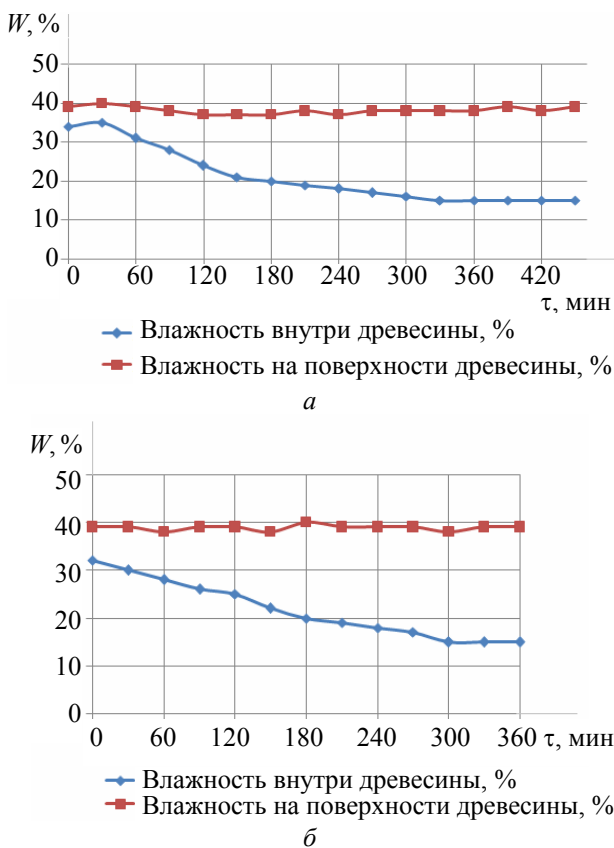 W, %
50
40
30
20
10
0
0 60 120 180 240 300 360 420
τ, мин
Влажность внутри древесины, %
Влажность на поверхности древесины, %
а
W, %
50
40
30
20
10
0
0 60 120 180 240 300 360 τ, мин
Влажность внутри древесины, %
Влажность на поверхности древесины, %
б